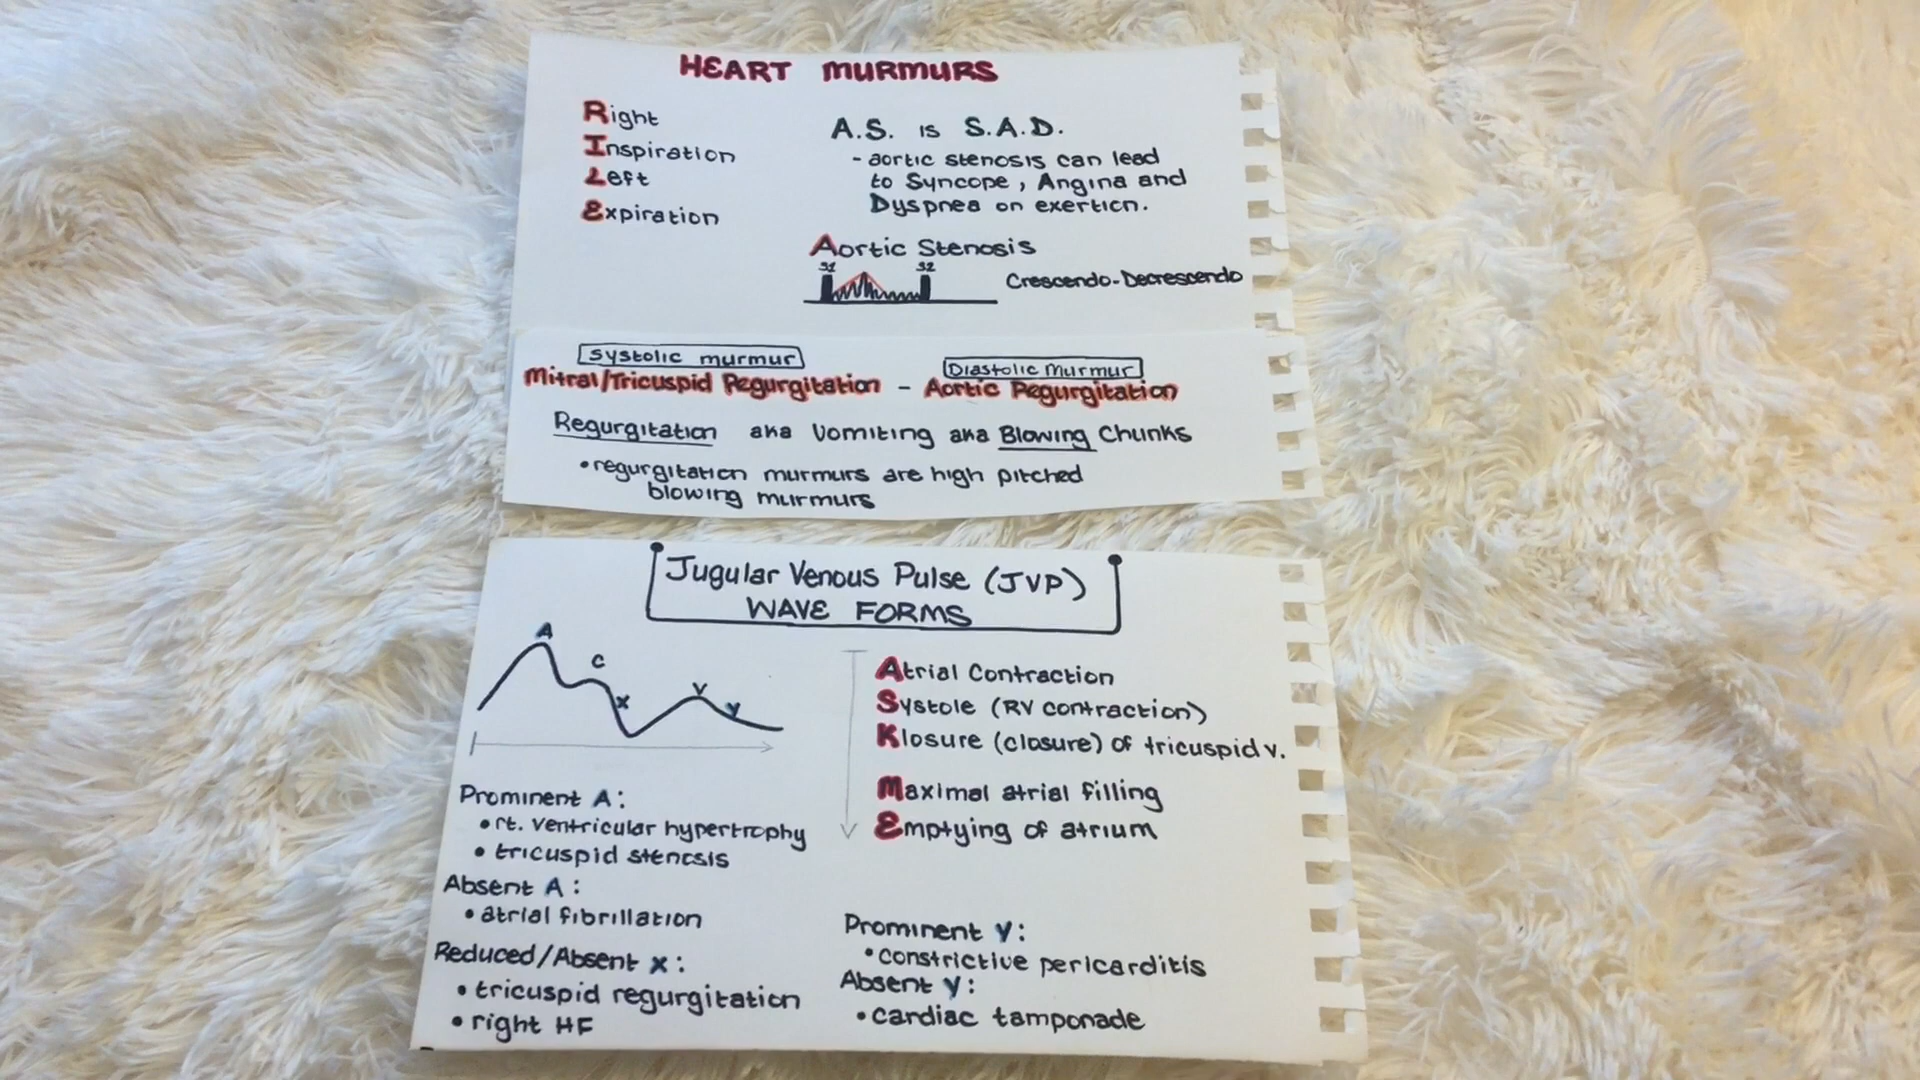 HEART MURMURS
Right
Inspiration
Left
Expiration
A.S. IS S.A.D.
- aortic stenosis can lead
to Syncope, Angina and
Dyspnea on exertion.
Aortic Stenosis
S1 S2
Crescendo-Decrescendo
Systolic murmur
Diastolic Murmur
Mitral/Tricuspid Regurgitation - Aortic Regurgitation
Regurgitation aka Vomiting aka Blowing Chunks
• regurgitation murmurs are high pitched
blowing murmurs
Jugular Venous Pulse (JVP)
WAVE FORMS
A
C
X
V
Y
Atrial Contraction
Systole (RV contraction)
Klosure (closure) of tricuspid v.
Maximal atrial filling
Emptying of atrium
Prominent A:
• rt. ventricular hypertrophy
• tricuspid stenosis
Absent A:
• atrial fibrillation
Reduced/Absent x:
• tricuspid regurgitation
• right HF
Prominent Y:
• constrictive pericarditis
Absent y:
• cardiac tamponade